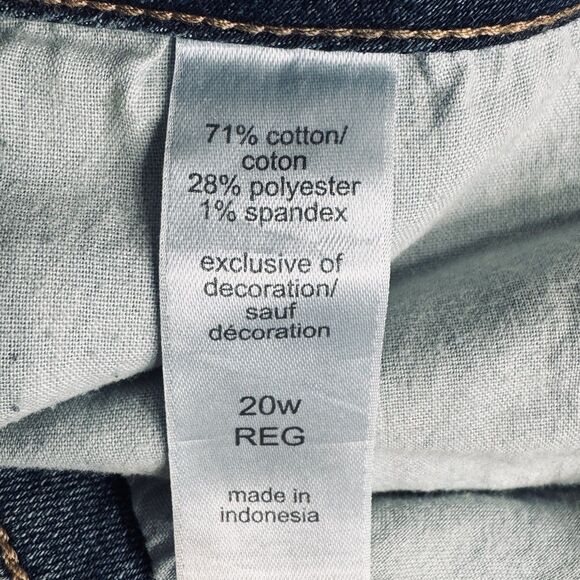 71% cotton/
coton
28% polyester
1% spandex
exclusive of
decoration/
sauf
décoration
20w
REG
made in
indonesia